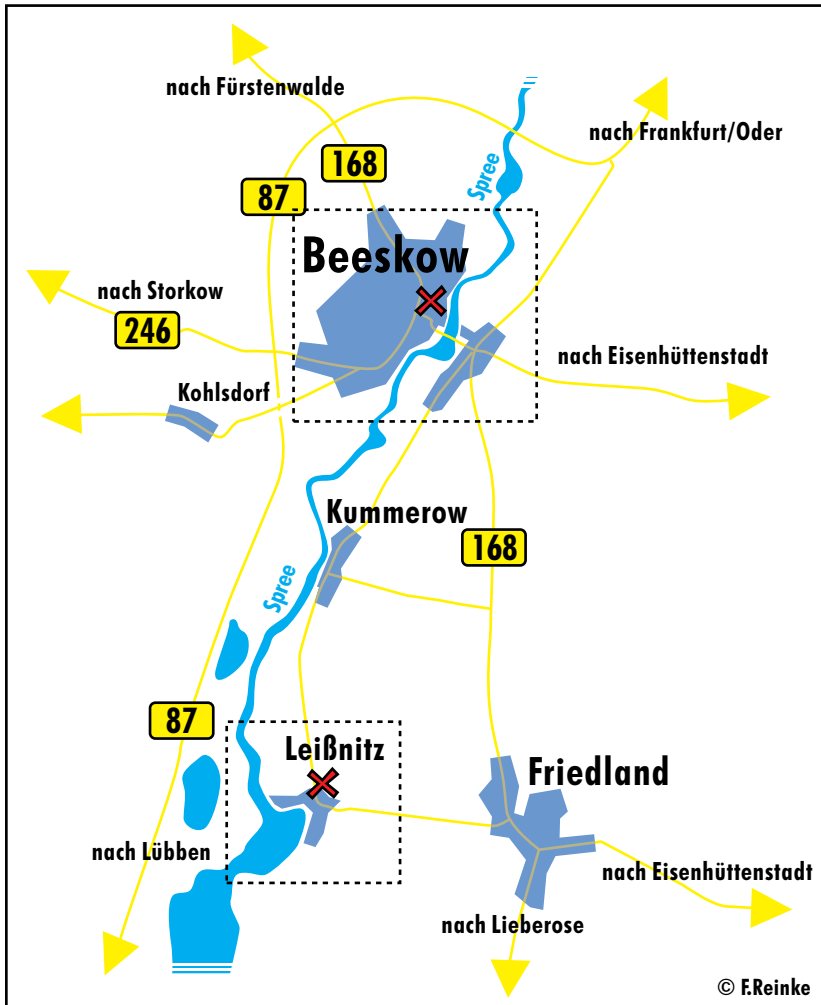 nach Fürstenwalde
nach Frankfurt/Oder
168
Spree
87
Beeskow
nach Storkow
246
nach Eisenhüttenstadt
Kohlsdorf
Kummerow
168
Spree
87
Leißnitz
Friedland
nach Lübben
nach Eisenhüttenstadt
nach Lieberose
© F.Reinke